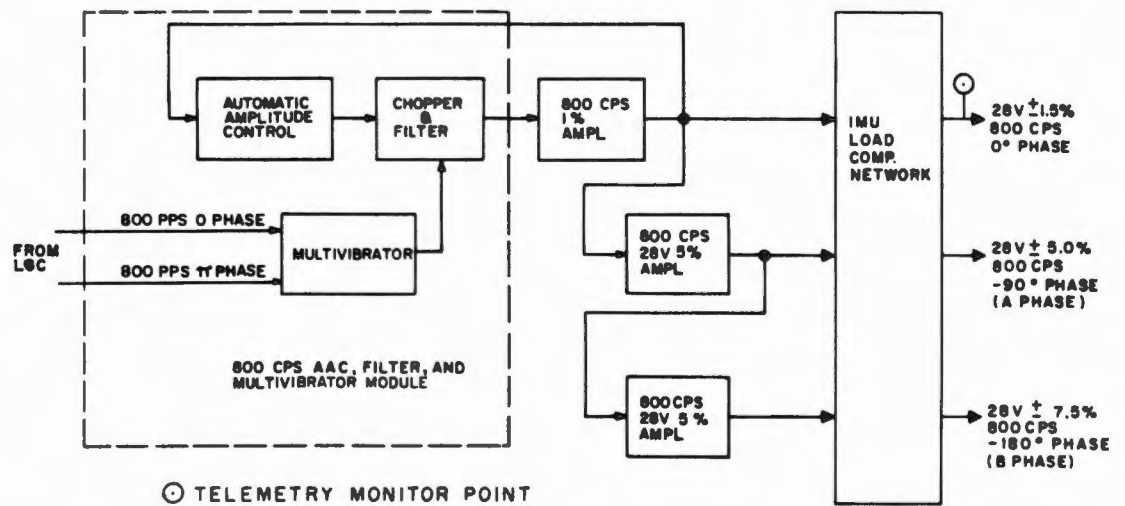 AUTOMATIC
AMPLITUDE
CONTROL
CHOPPER
&
FILTER
800 CPS
1%
AMPL
IMU
LOAD
COMP.
NETWORK
28V ±1.5%
800 CPS
0° PHASE
FROM
LGC
800 PPS 0 PHASE
800 PPS π PHASE
MULTIVIBRATOR
800 CPS
28V 5%
AMPL
28V ± 5.0%
800 CPS
-90° PHASE
(A PHASE)
800 CPS AAC, FILTER, AND
MULTIVIBRATOR MODULE
800CPS
28V 5%
AMPL
28V ± 7.5%
800 CPS
-180° PHASE
(B PHASE)
TELEMETRY MONITOR POINT